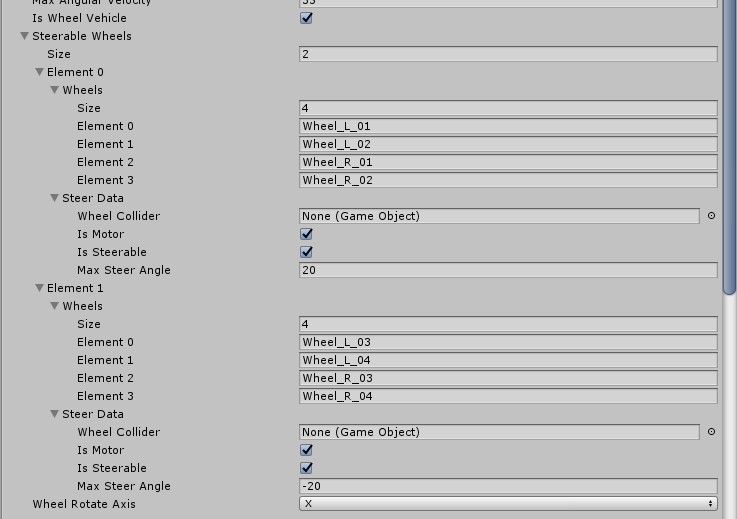 Max Angular Velocity
Is Wheel Vehicle
Steerable Wheels
Size 2
Element 0
Wheels
Size 4
Element 0 Wheel_L_01
Element 1 Wheel_L_02
Element 2 Wheel_R_01
Element 3 Wheel_R_02
Steer Data
Wheel Collider None (Game Object)
Is Motor
Is Steerable
Max Steer Angle 20
Element 1
Wheels
Size 4
Element 0 Wheel_L_03
Element 1 Wheel_L_04
Element 2 Wheel_R_03
Element 3 Wheel_R_04
Steer Data
Wheel Collider None (Game Object)
Is Motor
Is Steerable
Max Steer Angle -20
Wheel Rotate Axis X